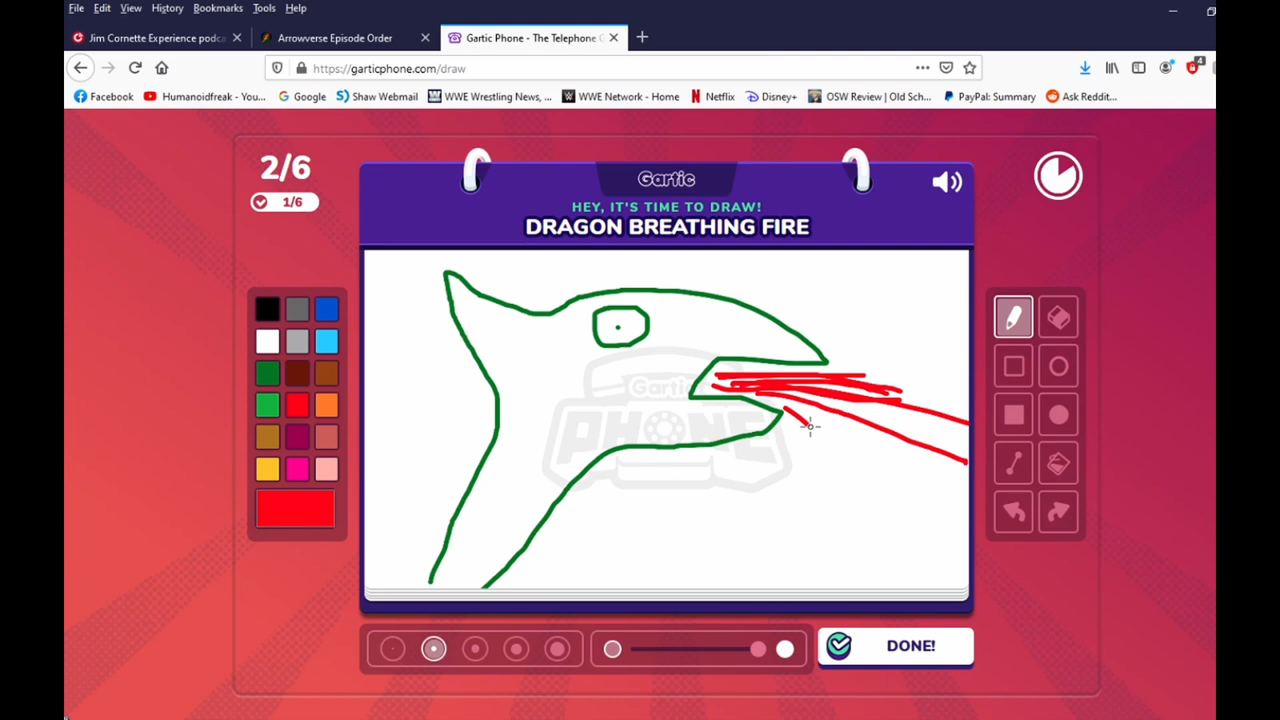 File Edit View History Bookmarks Tools Help
Jim Cornette Experience podca
Arrowverse Episode Order
Gartic Phone - The Telephone G
https://garticphone.com/draw
4
Facebook
Humanoidfreak - You...
Google
Shaw Webmail
WWE Wrestling News, ...
WWE Network - Home
Netflix
Disney+
OSW Review | Old Sch...
PayPal: Summary
Ask Reddit...
2/6
1/6
Gartic
HEY, IT'S TIME TO DRAW!
DRAGON BREATHING FIRE
Gartic
PHONE
DONE!